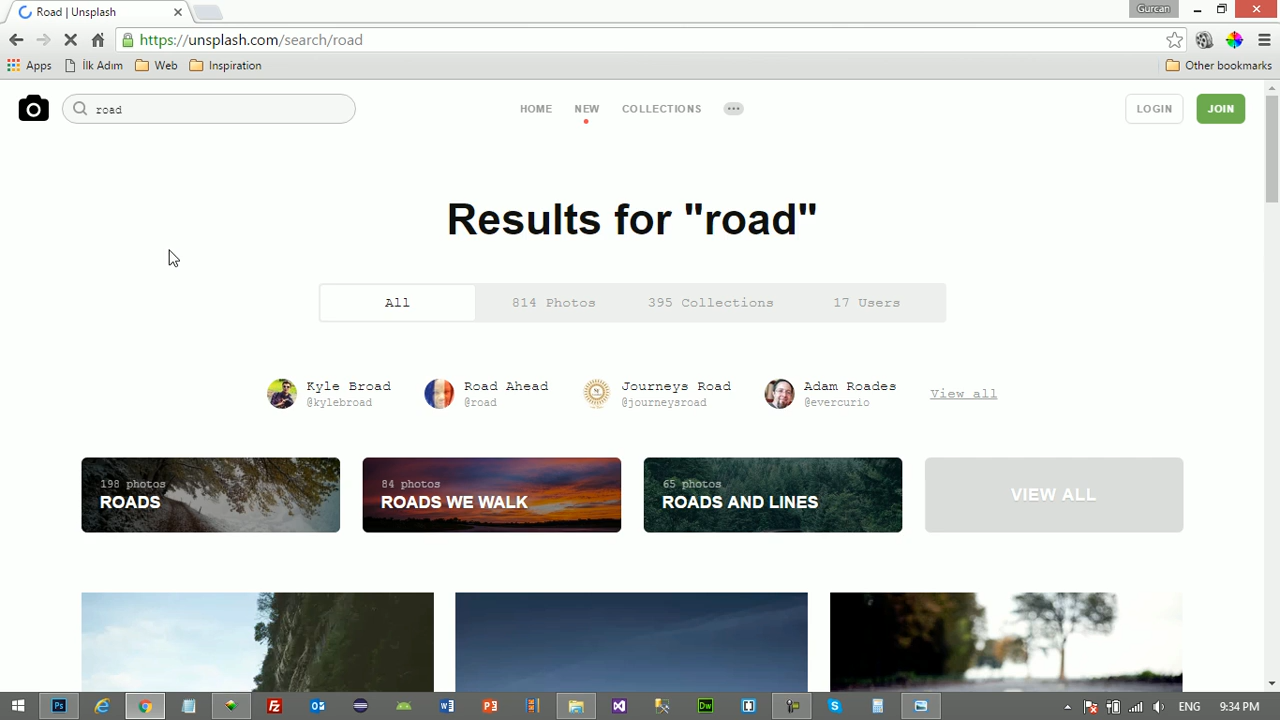 Road | Unsplash
Gurcan
https://unsplash.com/search/road
Apps İlk Adım Web Inspiration Other bookmarks
road HOME NEW COLLECTIONS LOGIN JOIN
Results for "road"
All 814 Photos 395 Collections 17 Users
Kyle Broad Road Ahead Journeys Road Adam Roades
@kylebroad @road @journeysroad @evercurio View all
198 photos 84 photos 65 photos
ROADS ROADS WE WALK ROADS AND LINES VIEW ALL
ENG 9:34 PM